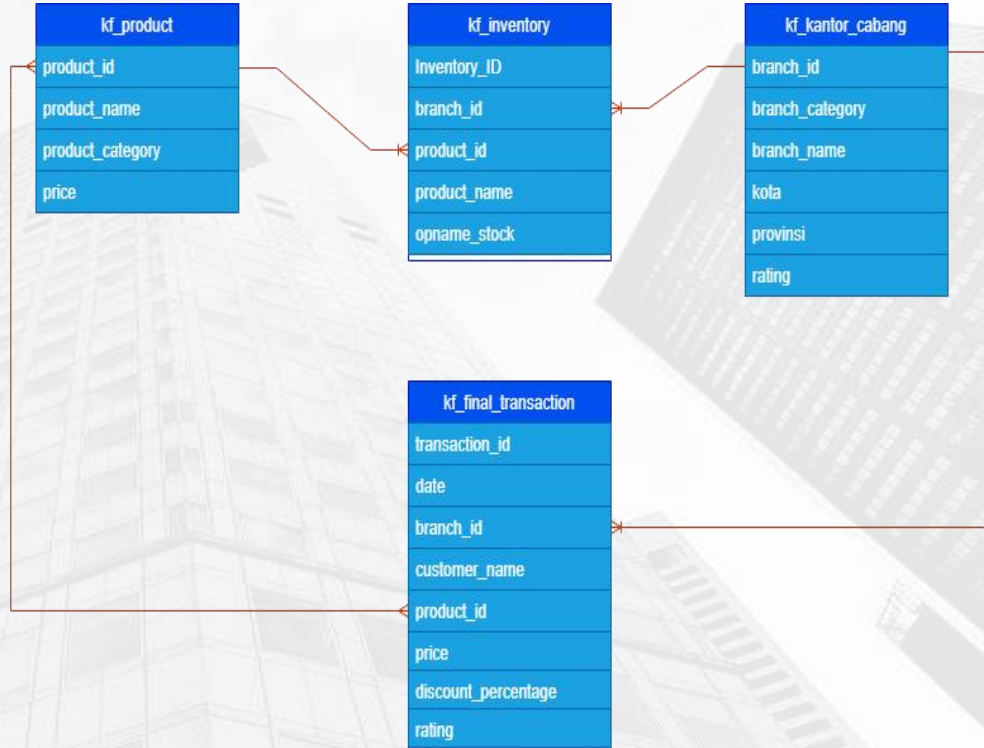 kf_product
product_id
product_name
product_category
price
kf_inventory
Inventory_ID
branch_id
product_id
product_name
opname_stock
kf_kantor_cabang
branch_id
branch_category
branch_name
kota
provinsi
rating
kf_final_transaction
transaction_id
date
branch_id
customer_name
product_id
price
discount_percentage
rating